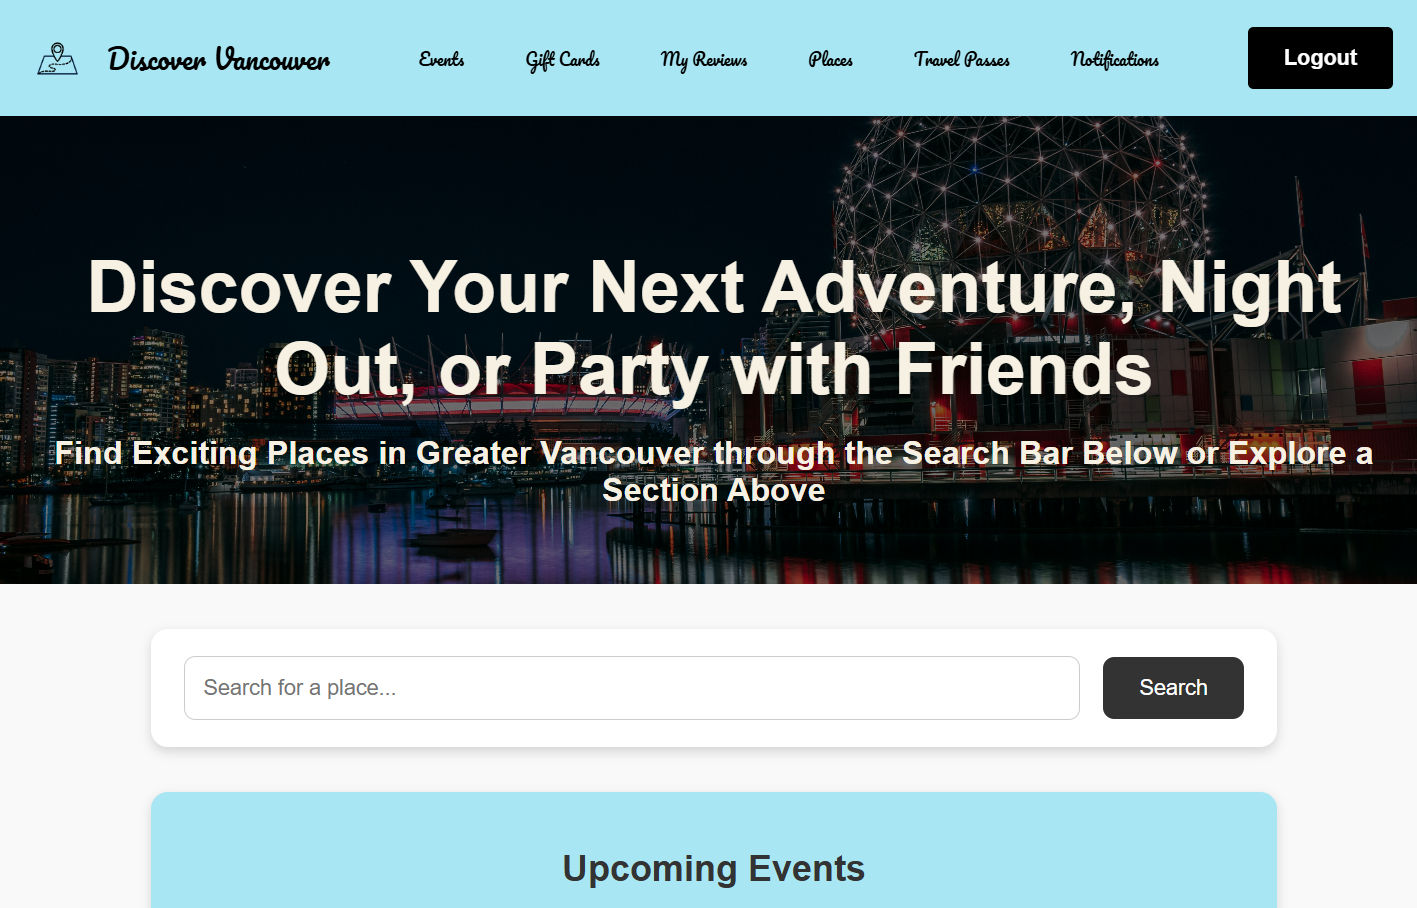 Discover Vancouver
Events
Gift Cards
My Reviews
Places
Travel Passes
Notifications
Logout
Discover Your Next Adventure, Night
Out, or Party with Friends
Find Exciting Places in Greater Vancouver through the Search Bar Below or Explore a
Section Above
Search for a place...
Search
Upcoming Events